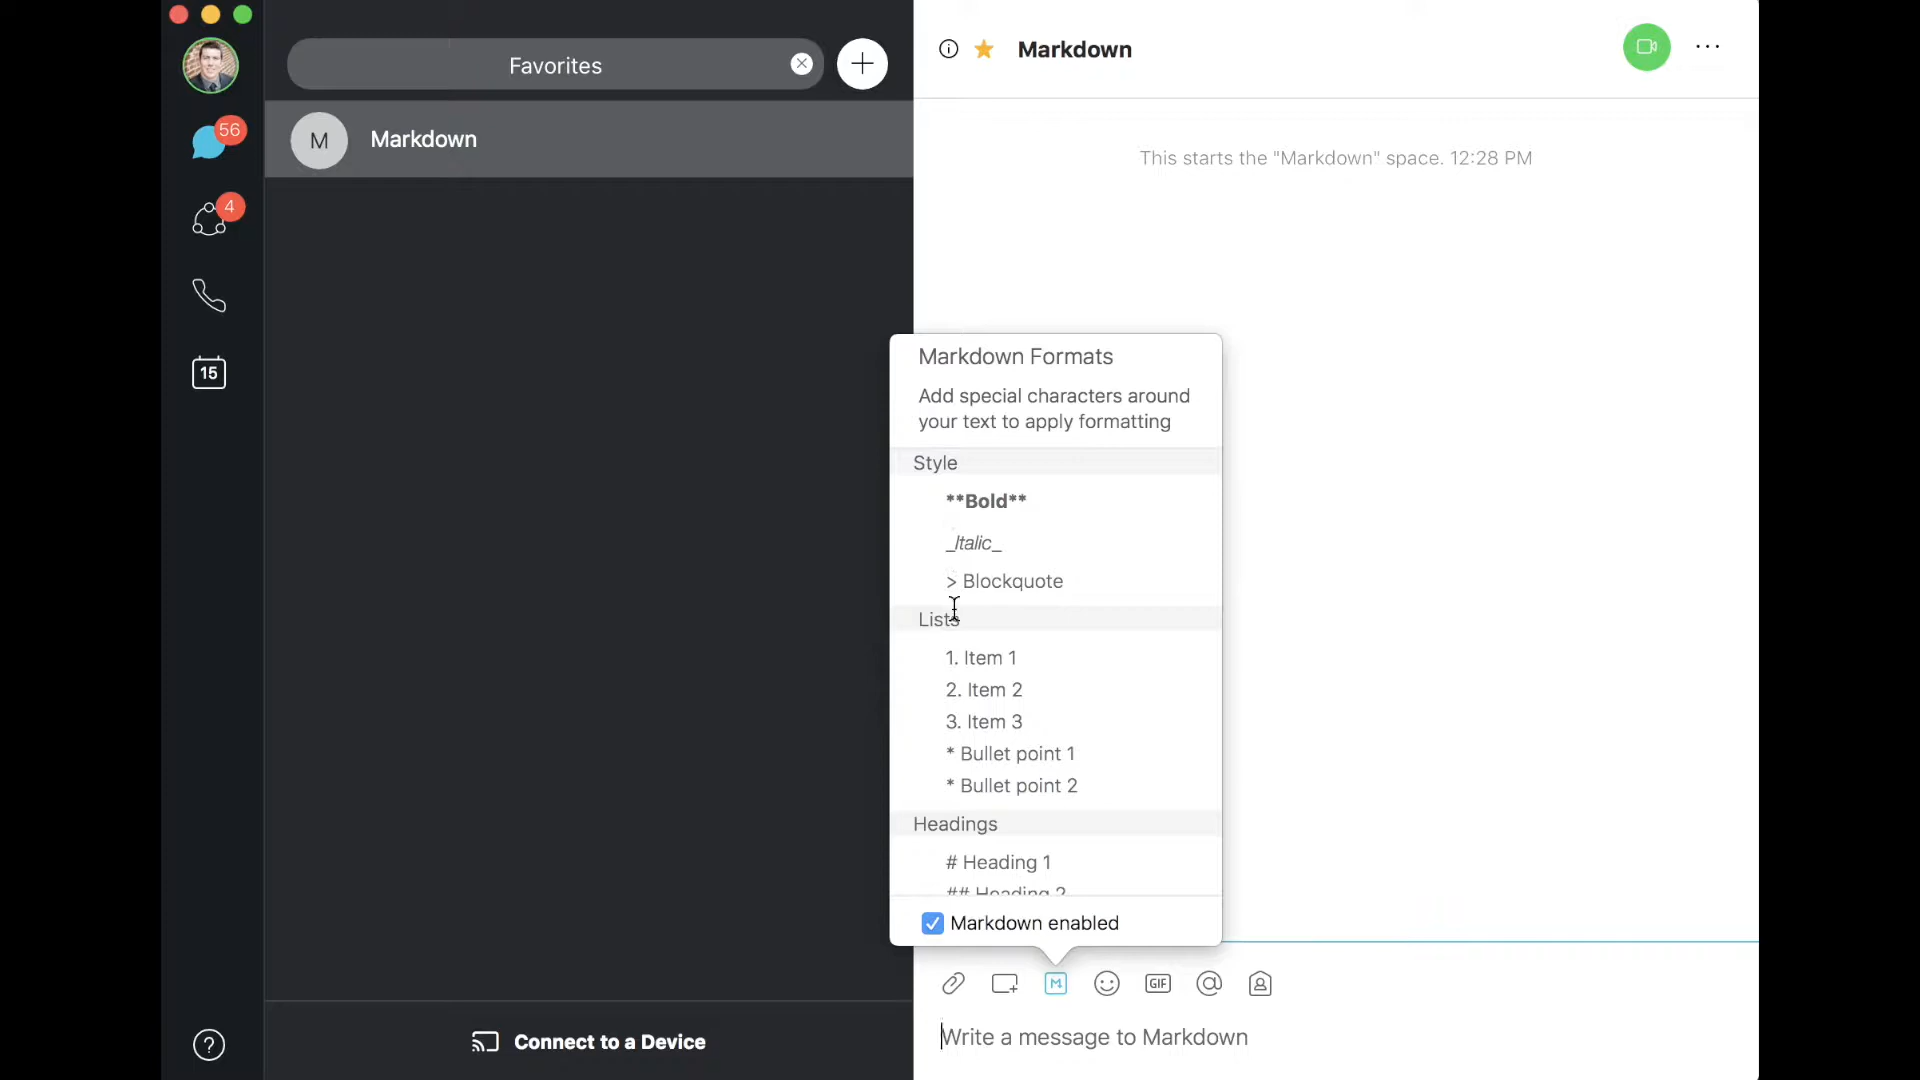 Favorites
56
M
Markdown
4
15
Connect to a Device
?
Markdown
This starts the "Markdown" space. 12:28 PM
Markdown Formats
Add special characters around
your text to apply formatting
Style
**Bold**
_Italic_
> Blockquote
Lists
1. Item 1
2. Item 2
3. Item 3
* Bullet point 1
* Bullet point 2
Headings
# Heading 1
## Heading 2
Markdown enabled
M
GIF
@
Write a message to Markdown